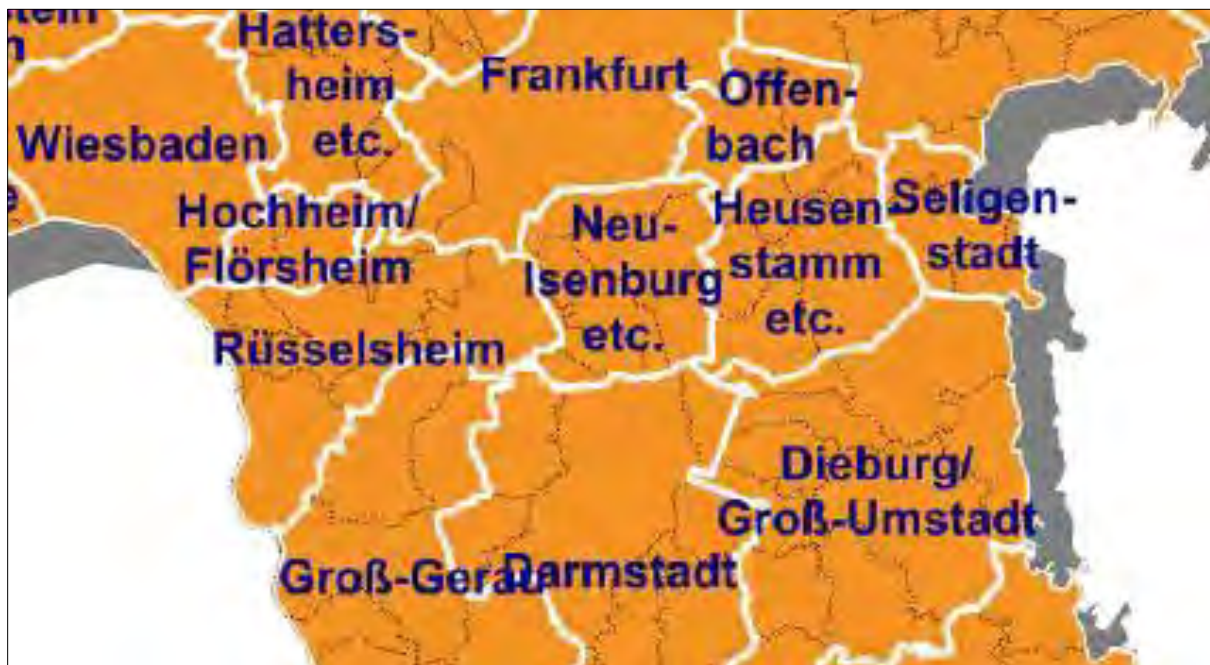 Hatters-
heim
etc.
Frankfurt
Offen-
bach
Wiesbaden
Hochheim/
Flörsheim
Neu-
Isenburg
etc.
Heusen-
stamm
etc.
Seligen-
stadt
Rüsselsheim
Dieburg/
Groß-Umstadt
Groß-Gerau
Darmstadt